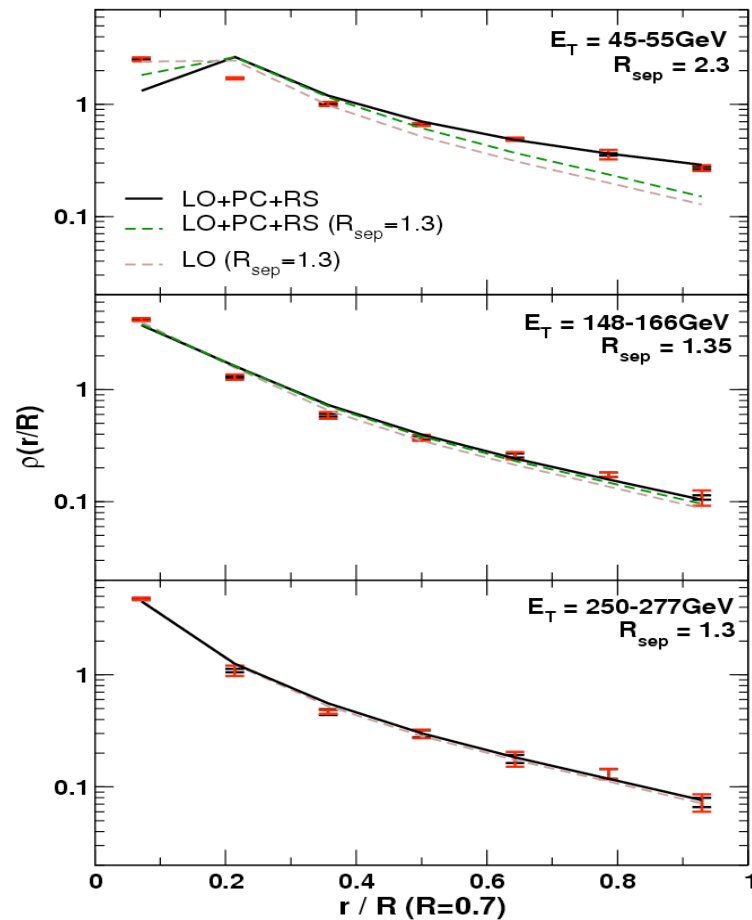 E_T = 45-55GeV
R_sep = 2.3
1
0.1
LO+PC+RS
LO+PC+RS (R_sep=1.3)
LO (R_sep=1.3)
E_T = 148-166GeV
R_sep = 1.35
1
0.1
ρ(r/R)
E_T = 250-277GeV
R_sep = 1.3
1
0.1
0 0.2 0.4 0.6 0.8 1
r / R (R=0.7)